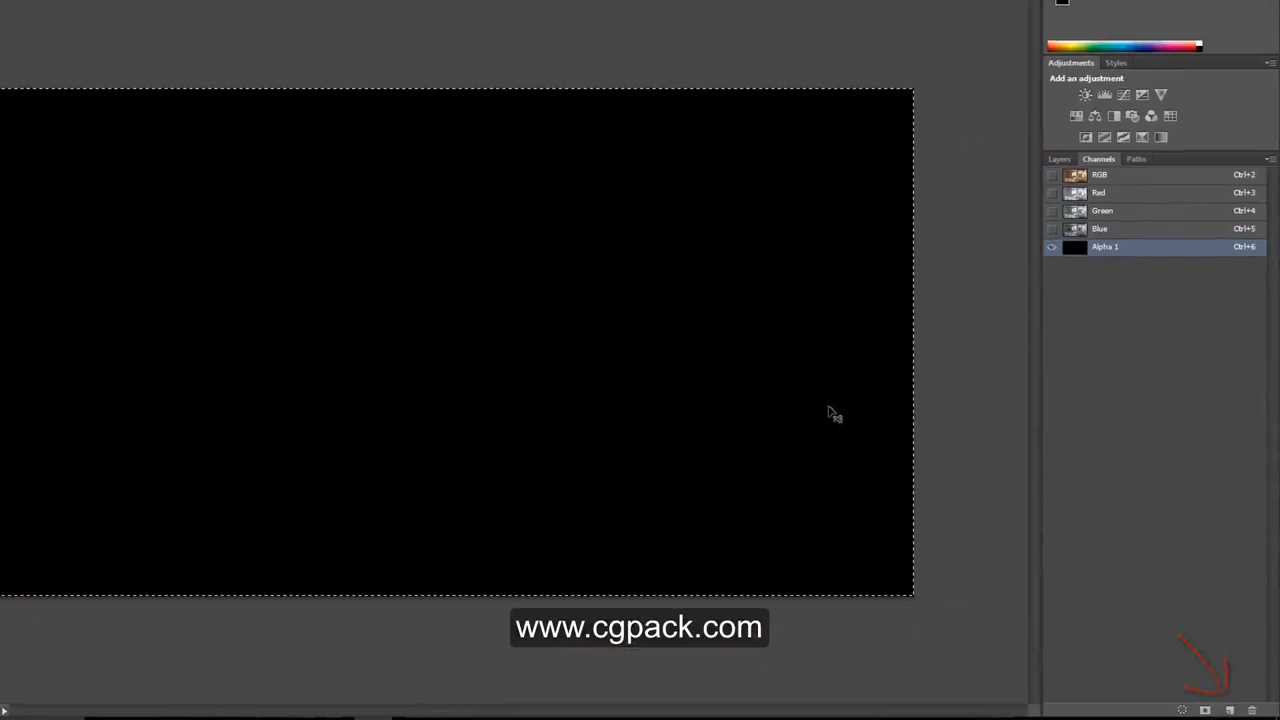 Adjustments Styles
Add an adjustment
Layers Channels Paths
RGB Ctrl+2
Red Ctrl+3
Green Ctrl+4
Blue Ctrl+5
Alpha 1 Ctrl+6
www.cgpack.com